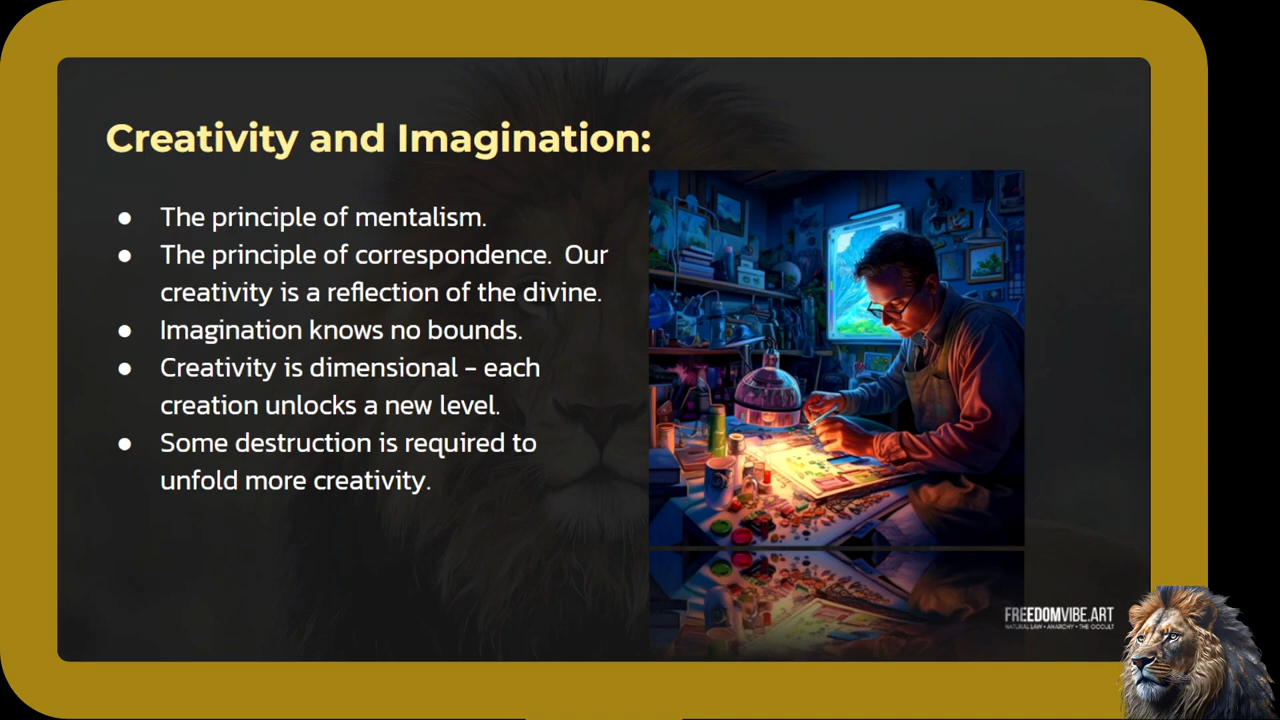 Creativity and Imagination:
● The principle of mentalism.
● The principle of correspondence.  Our
creativity is a reflection of the divine.
● Imagination knows no bounds.
● Creativity is dimensional - each
creation unlocks a new level.
● Some destruction is required to
unfold more creativity.
FREEDOMVIBE.ART
NATURAL LAW • ANARCHY • THE OCCULT